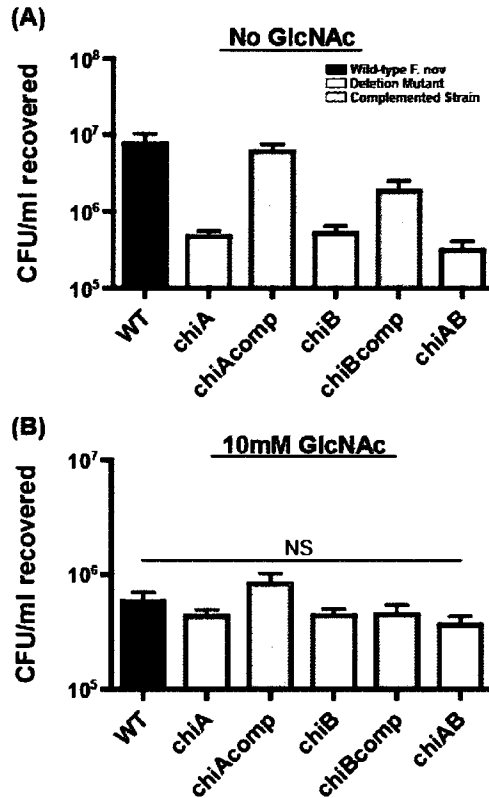 (A)
No GlcNAc
10⁸
10⁷
10⁶
10⁵
CFU/ml recovered
Wild-type F. nov
Deletion Mutant
Complemented Strain
WT
chiA
chiAcomp
chiB
chiBcomp
chiAB
(B)
10mM GlcNAc
10⁷
10⁶
10⁵
CFU/ml recovered
NS
WT
chiA
chiAcomp
chiB
chiBcomp
chiAB